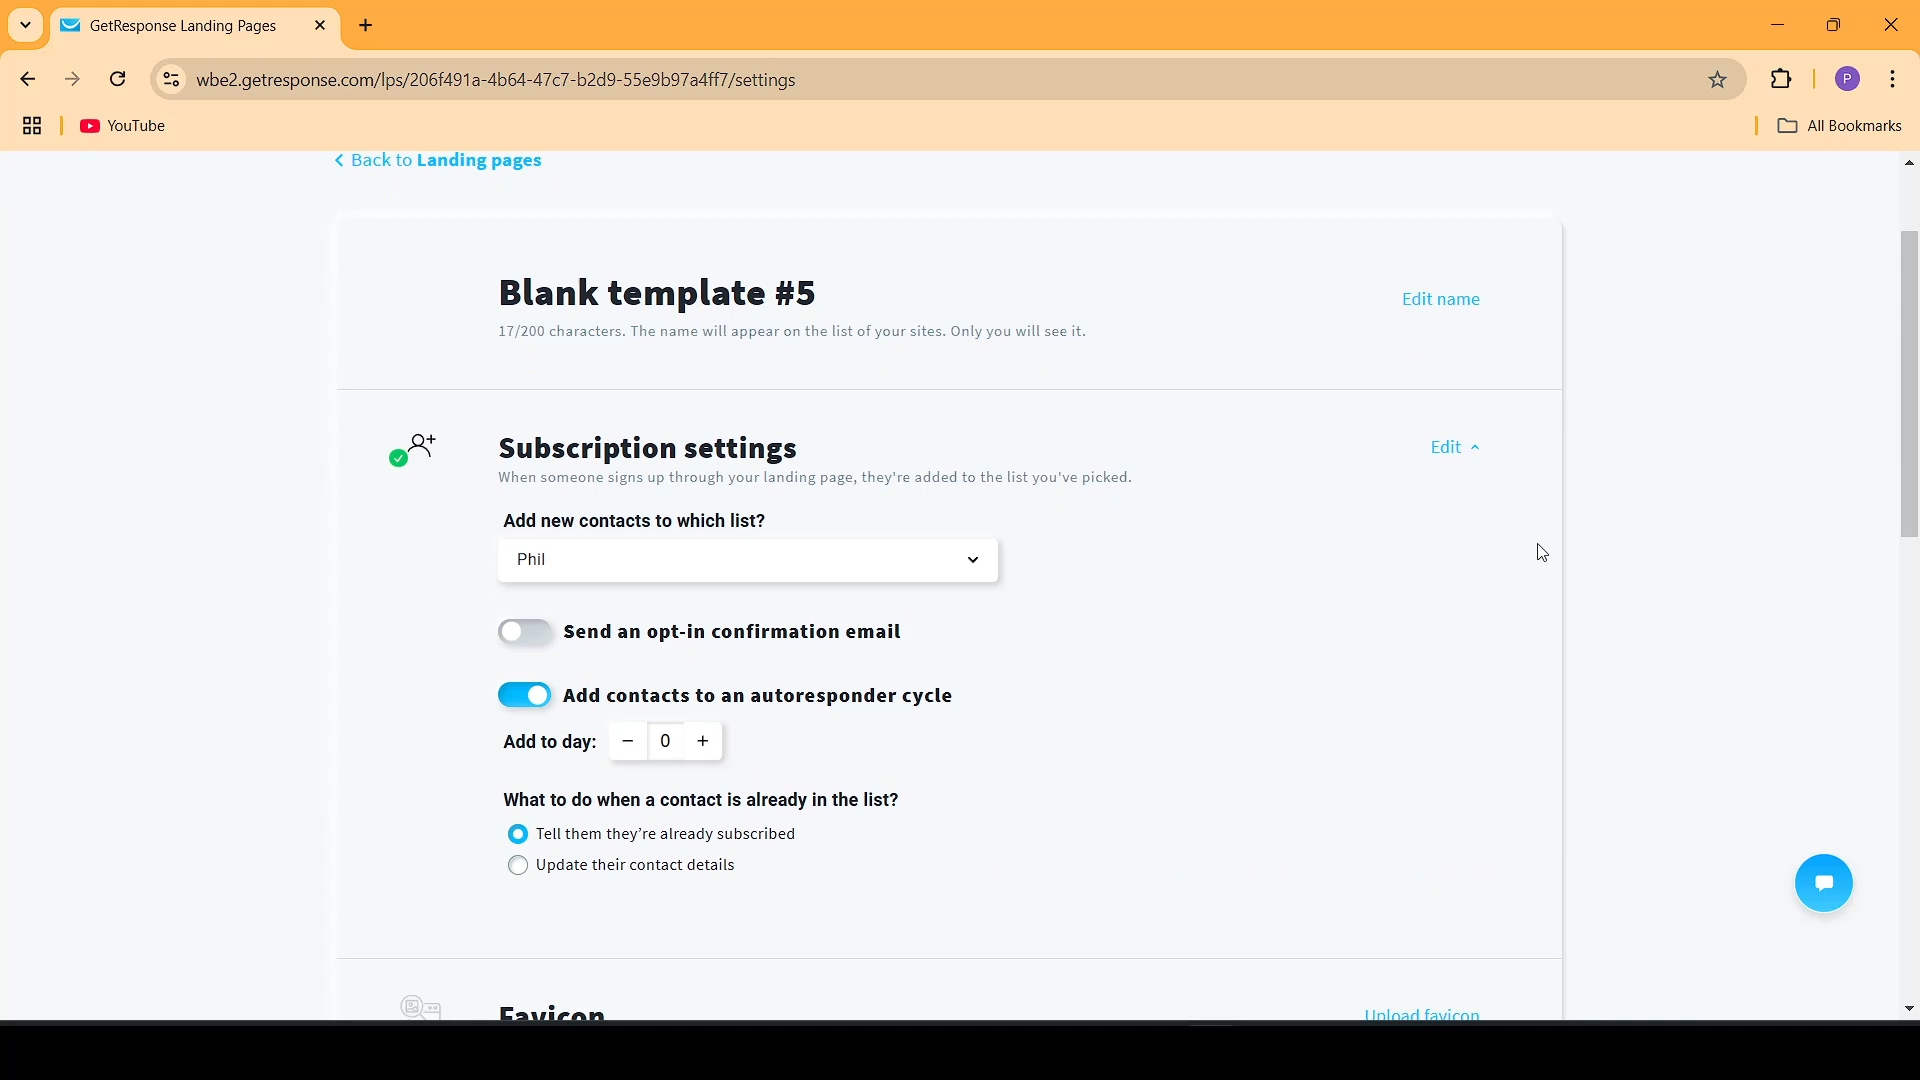 GetResponse Landing Pages
wbe2.getresponse.com/lps/206f491a-4b64-47c7-b2d9-55e9b97a4ff7/settings
P
YouTube
All Bookmarks
Back to Landing pages
Blank template #5
Edit name
17/200 characters. The name will appear on the list of your sites. Only you will see it.
Subscription settings
Edit
When someone signs up through your landing page, they're added to the list you've picked.
Add new contacts to which list?
Phil
Send an opt-in confirmation email
Add contacts to an autoresponder cycle
Add to day: − 0 +
What to do when a contact is already in the list?
Tell them they’re already subscribed
Update their contact details
Favicon
Upload favicon